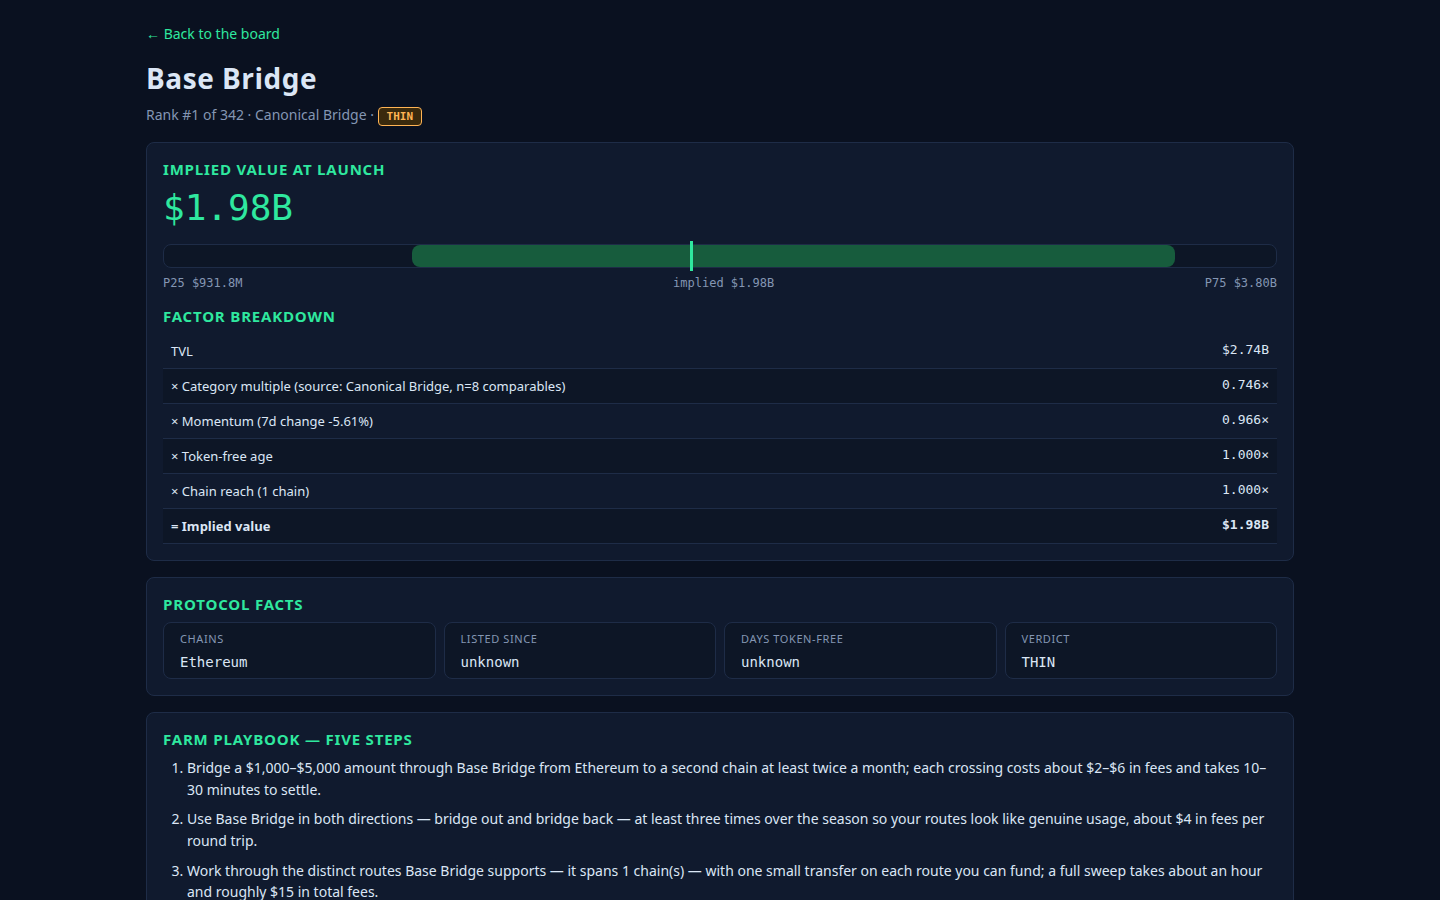 ← Back to the board
Base Bridge
Rank #1 of 342 · Canonical Bridge · THIN
IMPLIED VALUE AT LAUNCH
$1.98B
P25 $931.8M implied $1.98B P75 $3.80B
FACTOR BREAKDOWN
TVL $2.74B
× Category multiple (source: Canonical Bridge, n=8 comparables) 0.746×
× Momentum (7d change -5.61%) 0.966×
× Token-free age 1.000×
× Chain reach (1 chain) 1.000×
= Implied value $1.98B
PROTOCOL FACTS
CHAINS LISTED SINCE DAYS TOKEN-FREE VERDICT
Ethereum unknown unknown THIN
FARM PLAYBOOK — FIVE STEPS
1. Bridge a $1,000–$5,000 amount through Base Bridge from Ethereum to a second chain at least twice a month; each crossing costs about $2–$6 in fees and takes 10–
30 minutes to settle.
2. Use Base Bridge in both directions — bridge out and bridge back — at least three times over the season so your routes look like genuine usage, about $4 in fees per
round trip.
3. Work through the distinct routes Base Bridge supports — it spans 1 chain(s) — with one small transfer on each route you can fund; a full sweep takes about an hour
and roughly $15 in total fees.